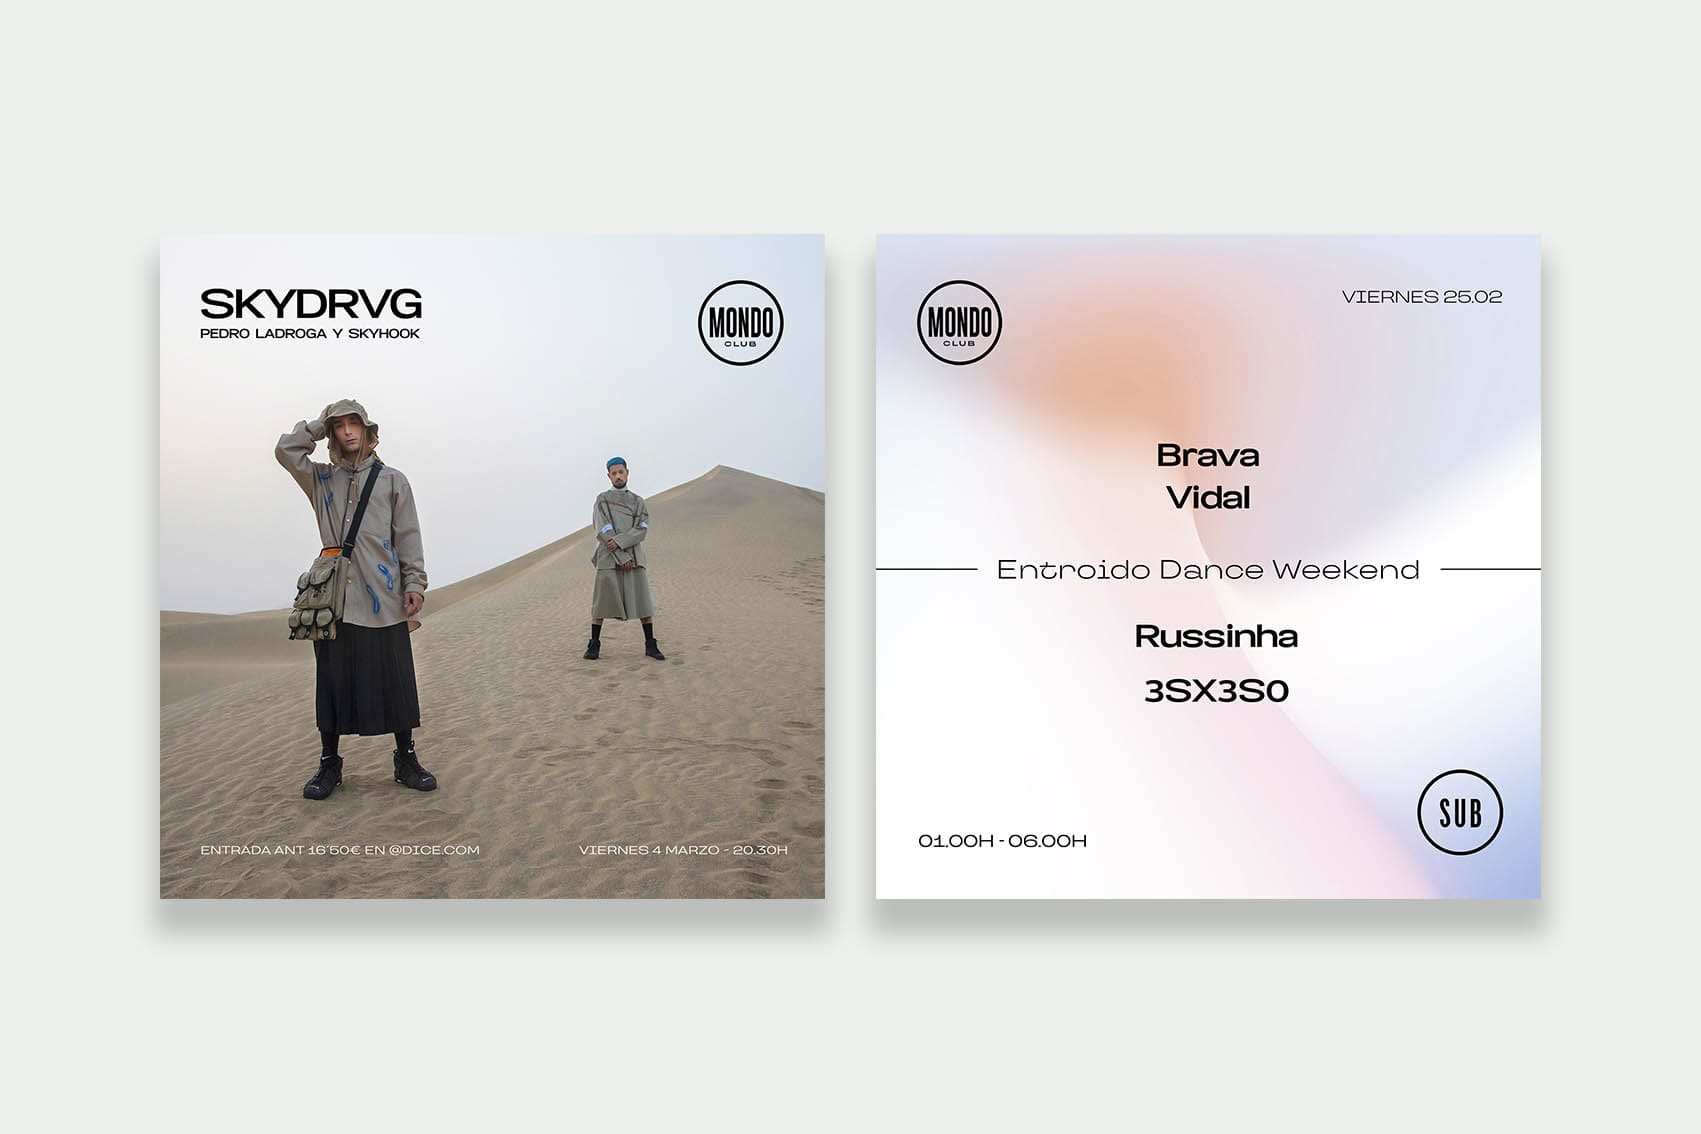 SKYDRVG
PEDRO LADROGA Y SKYHOOK
MONDO
CLUB
ENTRADA ANT 16´50€ EN @DICE.COM
VIERNES 4 MARZO - 20.30H
MONDO
CLUB
VIERNES 25.02
Brava
Vidal
Entroido Dance Weekend
Russinha
3SX3S0
01.00H - 06.00H
SUB